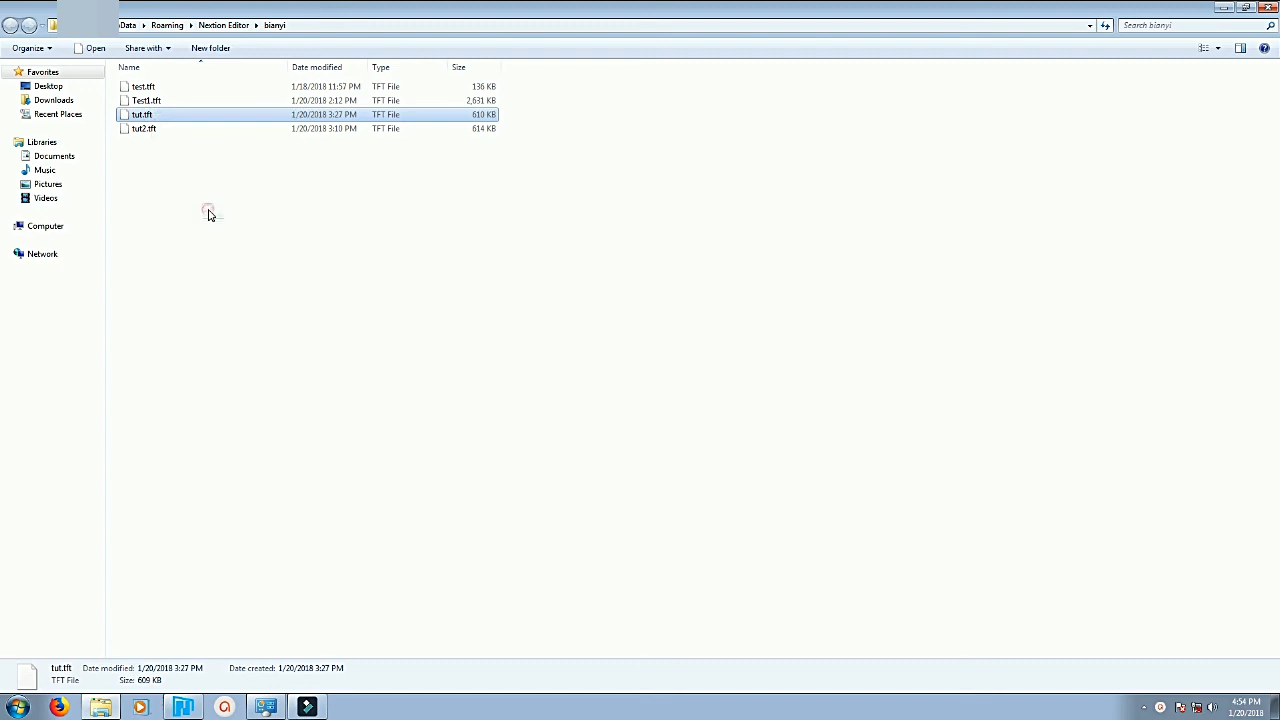 Data Roaming Nextion Editor bianyi Search bianyi
Organize Open Share with New folder
Name Date modified Type Size
Favorites
Desktop
Downloads
Recent Places
Libraries
Documents
Music
Pictures
Videos
Computer
Network
test.tft 1/18/2018 11:57 PM TFT File 136 KB
Test1.tft 1/20/2018 2:12 PM TFT File 2,631 KB
tut.tft 1/20/2018 3:27 PM TFT File 610 KB
tut2.tft 1/20/2018 3:10 PM TFT File 614 KB
tut.tft Date modified: 1/20/2018 3:27 PM Date created: 1/20/2018 3:27 PM
TFT File Size: 609 KB
4:54 PM
1/20/2018